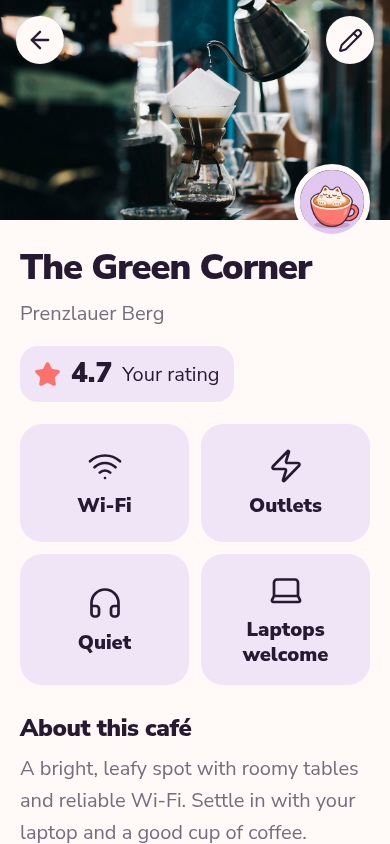 The Green Corner
Prenzlauer Berg
4.7 Your rating
Wi-Fi
Outlets
Quiet
Laptops
welcome
About this café
A bright, leafy spot with roomy tables
and reliable Wi-Fi. Settle in with your
laptop and a good cup of coffee.